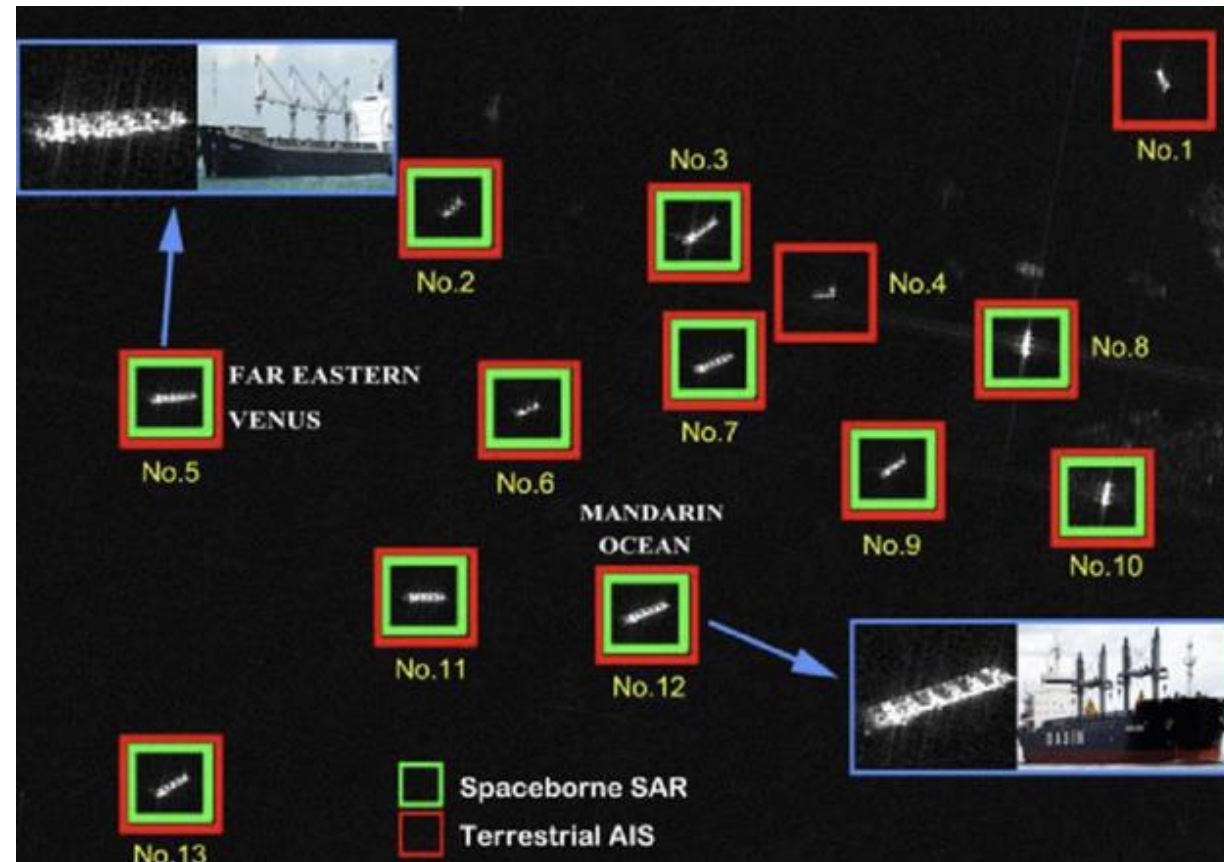 No.1
No.3
No.2
No.4
No.8
FAR EASTERN
VENUS
No.7
No.5
No.6
MANDARIN
OCEAN
No.9
No.10
No.11
No.12
DASIN
Spaceborne SAR
Terrestrial AIS
No.13